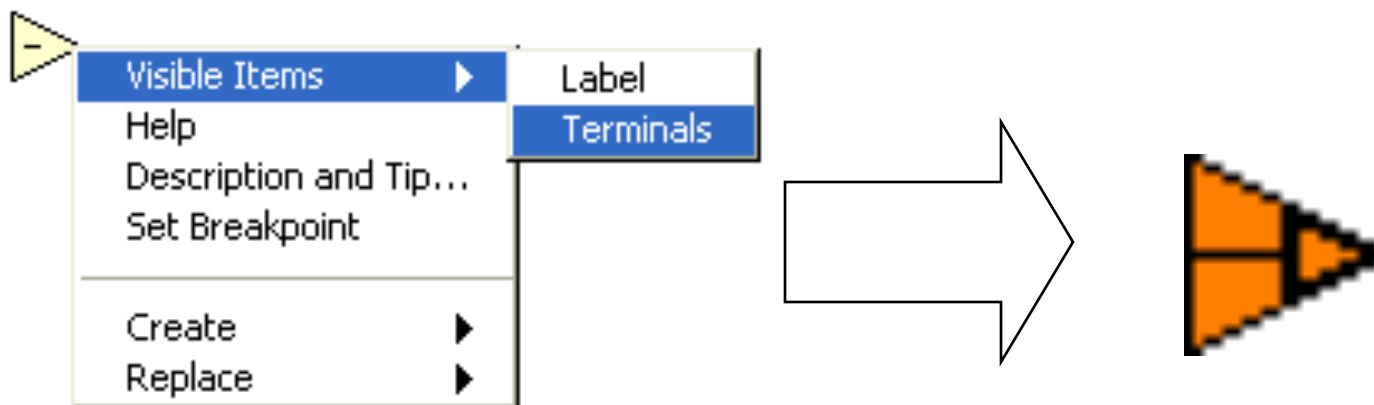 -
Visible Items
Label
Terminals
Help
Description and Tip...
Set Breakpoint
Create
Replace